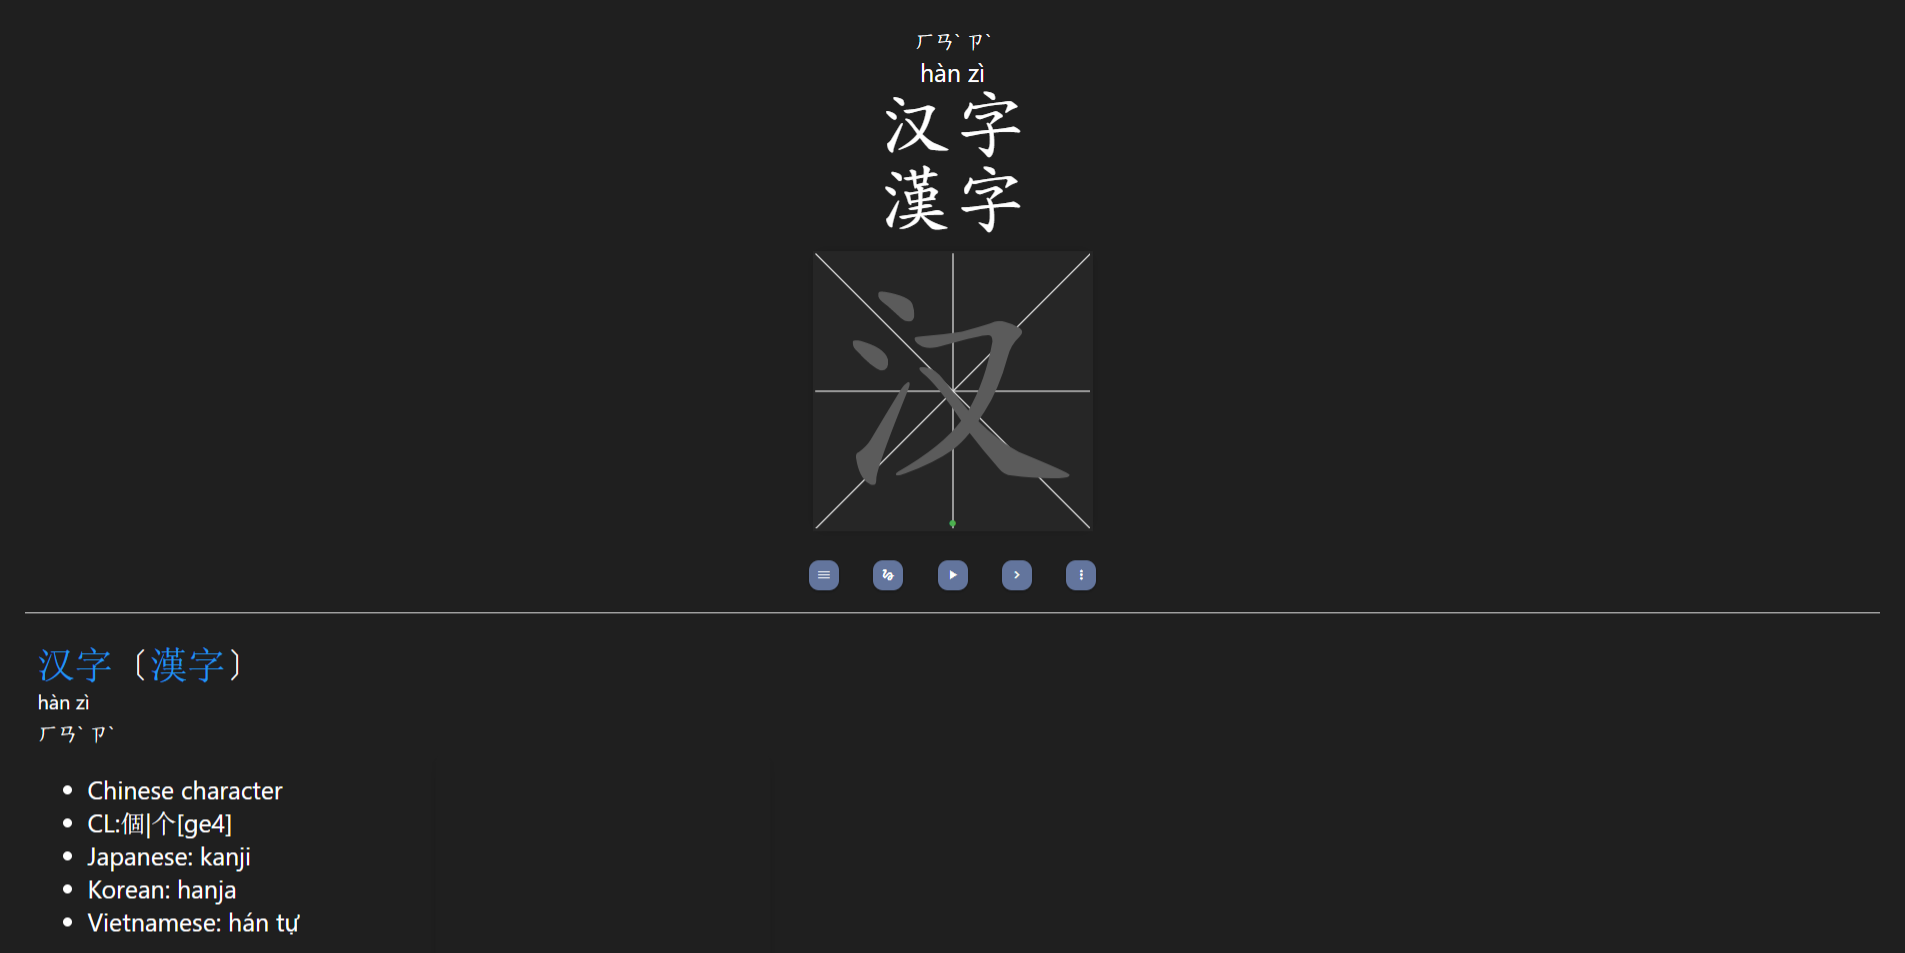 ㄏㄢˋ ㄗˋ
hàn zì
汉字
漢字
汉
汉字〔漢字〕
hàn zì
ㄏㄢˋ ㄗˋ
Chinese character
CL:個|个[ge4]
Japanese: kanji
Korean: hanja
Vietnamese: hán tự